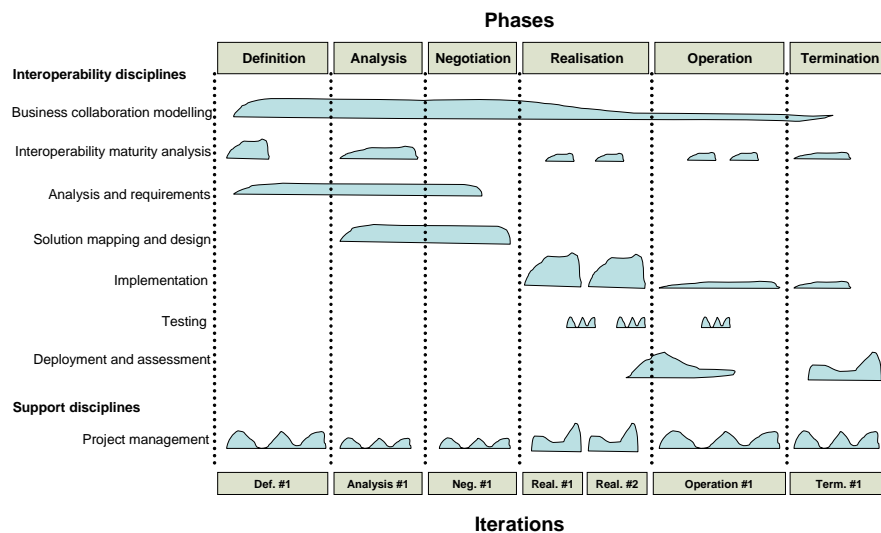 Phases
Definition Analysis Negotiation Realisation Operation Termination
Interoperability disciplines
Business collaboration modelling
Interoperability maturity analysis
Analysis and requirements
Solution mapping and design
Implementation
Testing
Deployment and assessment
Support disciplines
Project management
Def. #1 Analysis #1 Neg. #1 Real. #1 Real. #2 Operation #1 Term. #1
Iterations